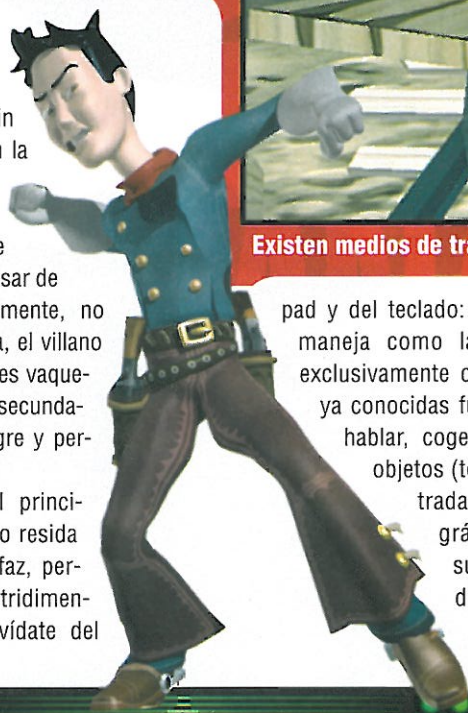 in
la
e
sar de
mente, no
a, el villano
es vaque-
secunda-
gre y per-
l princi-
o resida
faz, per-
tridimen-
vídate del
Existen medios de tra
pad y del teclado:
maneja como la
exclusivamente
ya conocidas fu
hablar, coge
objetos (t
trada
grá
su
d